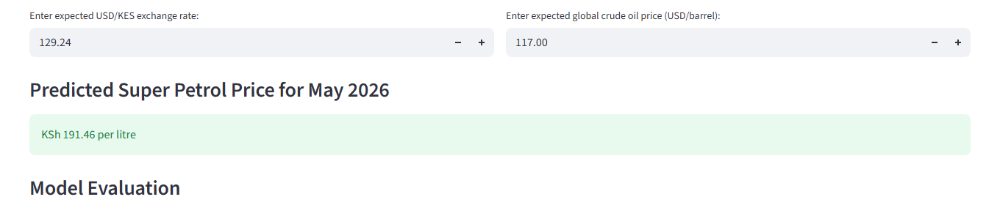 Enter expected USD/KES exchange rate:
129.24
Enter expected global crude oil price (USD/barrel):
117.00
Predicted Super Petrol Price for May 2026
KSh 191.46 per litre
Model Evaluation